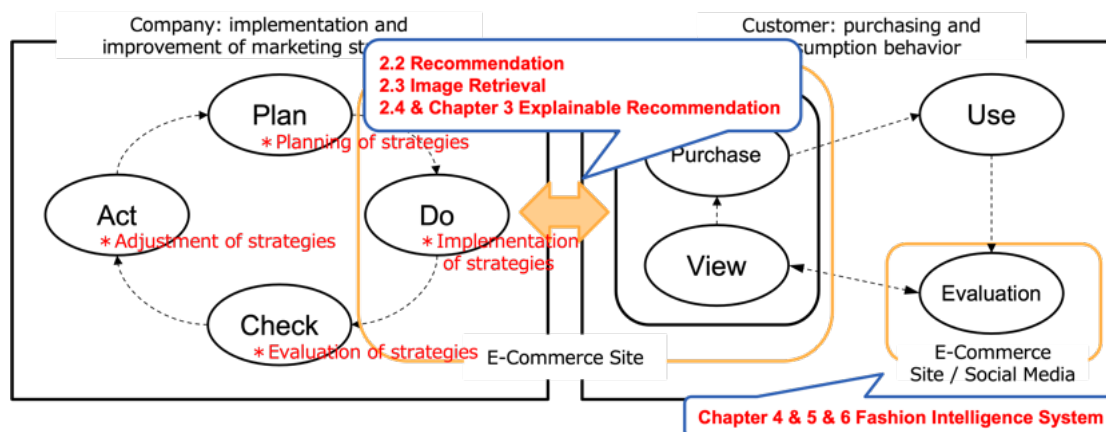 Company: implementation and
improvement of marketing st
Customer: purchasing and
sumption behavior
2.2 Recommendation
2.3 Image Retrieval
2.4 & Chapter 3 Explainable Recommendation
Plan
*Planning of strategies
Act
*Adjustment of strategies
Do
*Implementation
of strategies
Check
*Evaluation of strategies
Purchase
View
Use
Evaluation
E-Commerce Site
E-Commerce
Site / Social Media
Chapter 4 & 5 & 6 Fashion Intelligence System